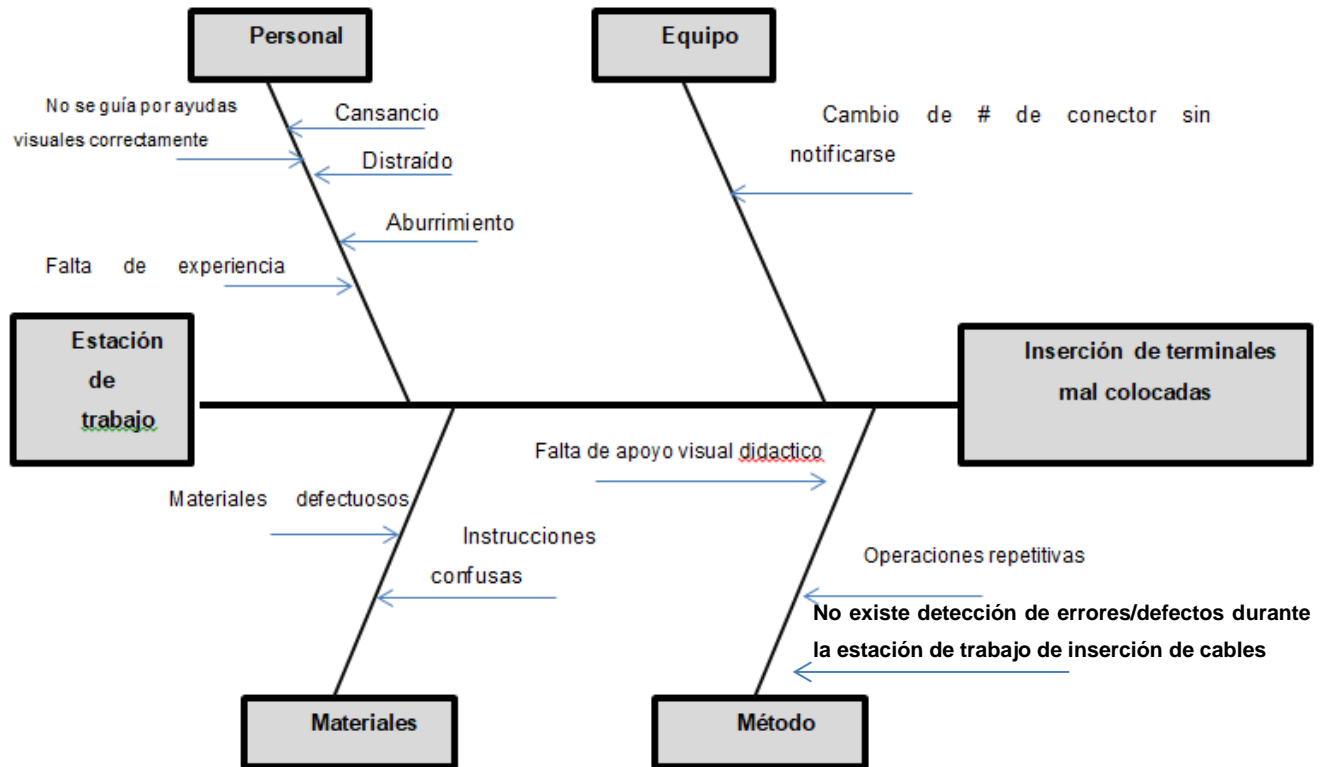 Personal
Equipo
No se guía por ayudas
visuales correctamente
Cansancio
Distraído
Aburrimiento
Falta de experiencia
Cambio de # de conector sin
notificarse
Estación
de
trabajo
Inserción de terminales
mal colocadas
Falta de apoyo visual didactico
Materiales defectuosos
Instrucciones
confusas
Operaciones repetitivas
No existe detección de errores/defectos durante
la estación de trabajo de inserción de cables
Materiales
Método